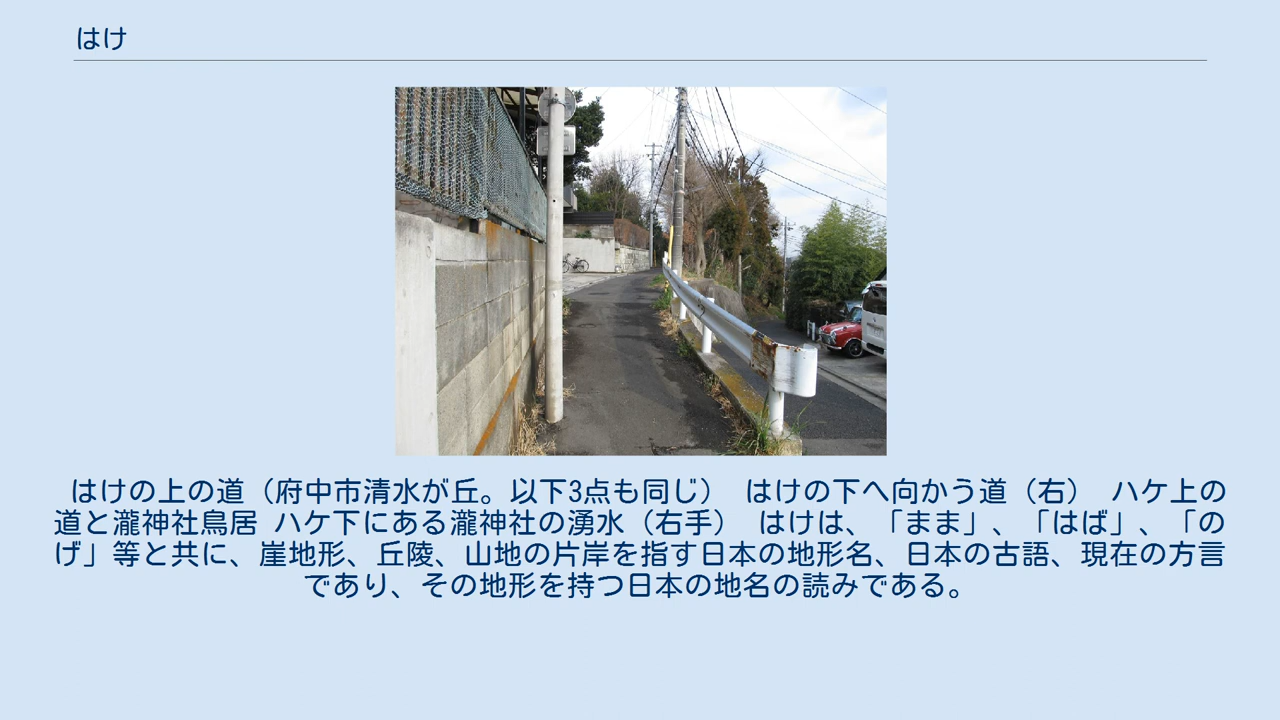 はけ
はけの上の道（府中市清水が丘。以下3点も同じ） はけの下へ向かう道（右） ハケ上の
道と瀧神社鳥居 ハケ下にある瀧神社の湧水（右手） はけは、「まま」、「はば」、「の
げ」等と共に、崖地形、丘陵、山地の片岸を指す日本の地形名、日本の古語、現在の方言
であり、その地形を持つ日本の地名の読みである。